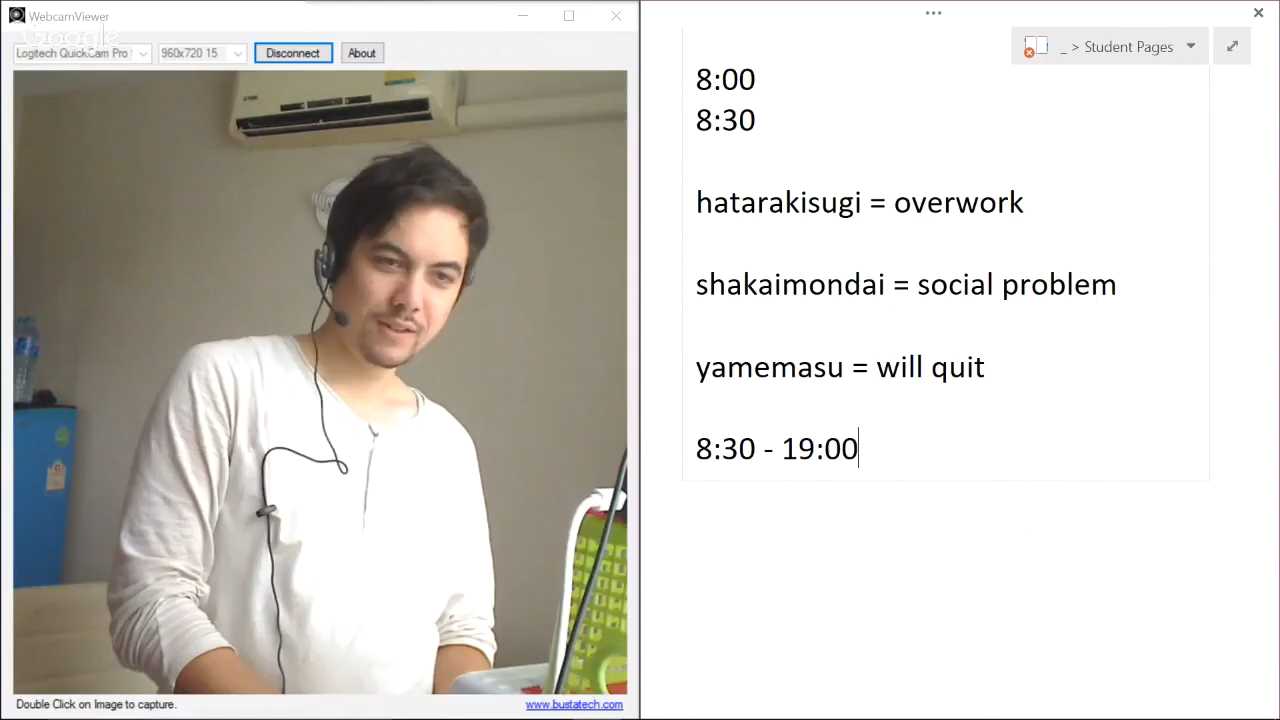 WebcamViewer
Google
Logitech QuickCam Pro
960x720 15
Disconnect
About
Double Click on Image to capture.
www.bustatech.com
_ > Student Pages
8:00
8:30
hatarakisugi = overwork
shakaimondai = social problem
yamemasu = will quit
8:30 - 19:00